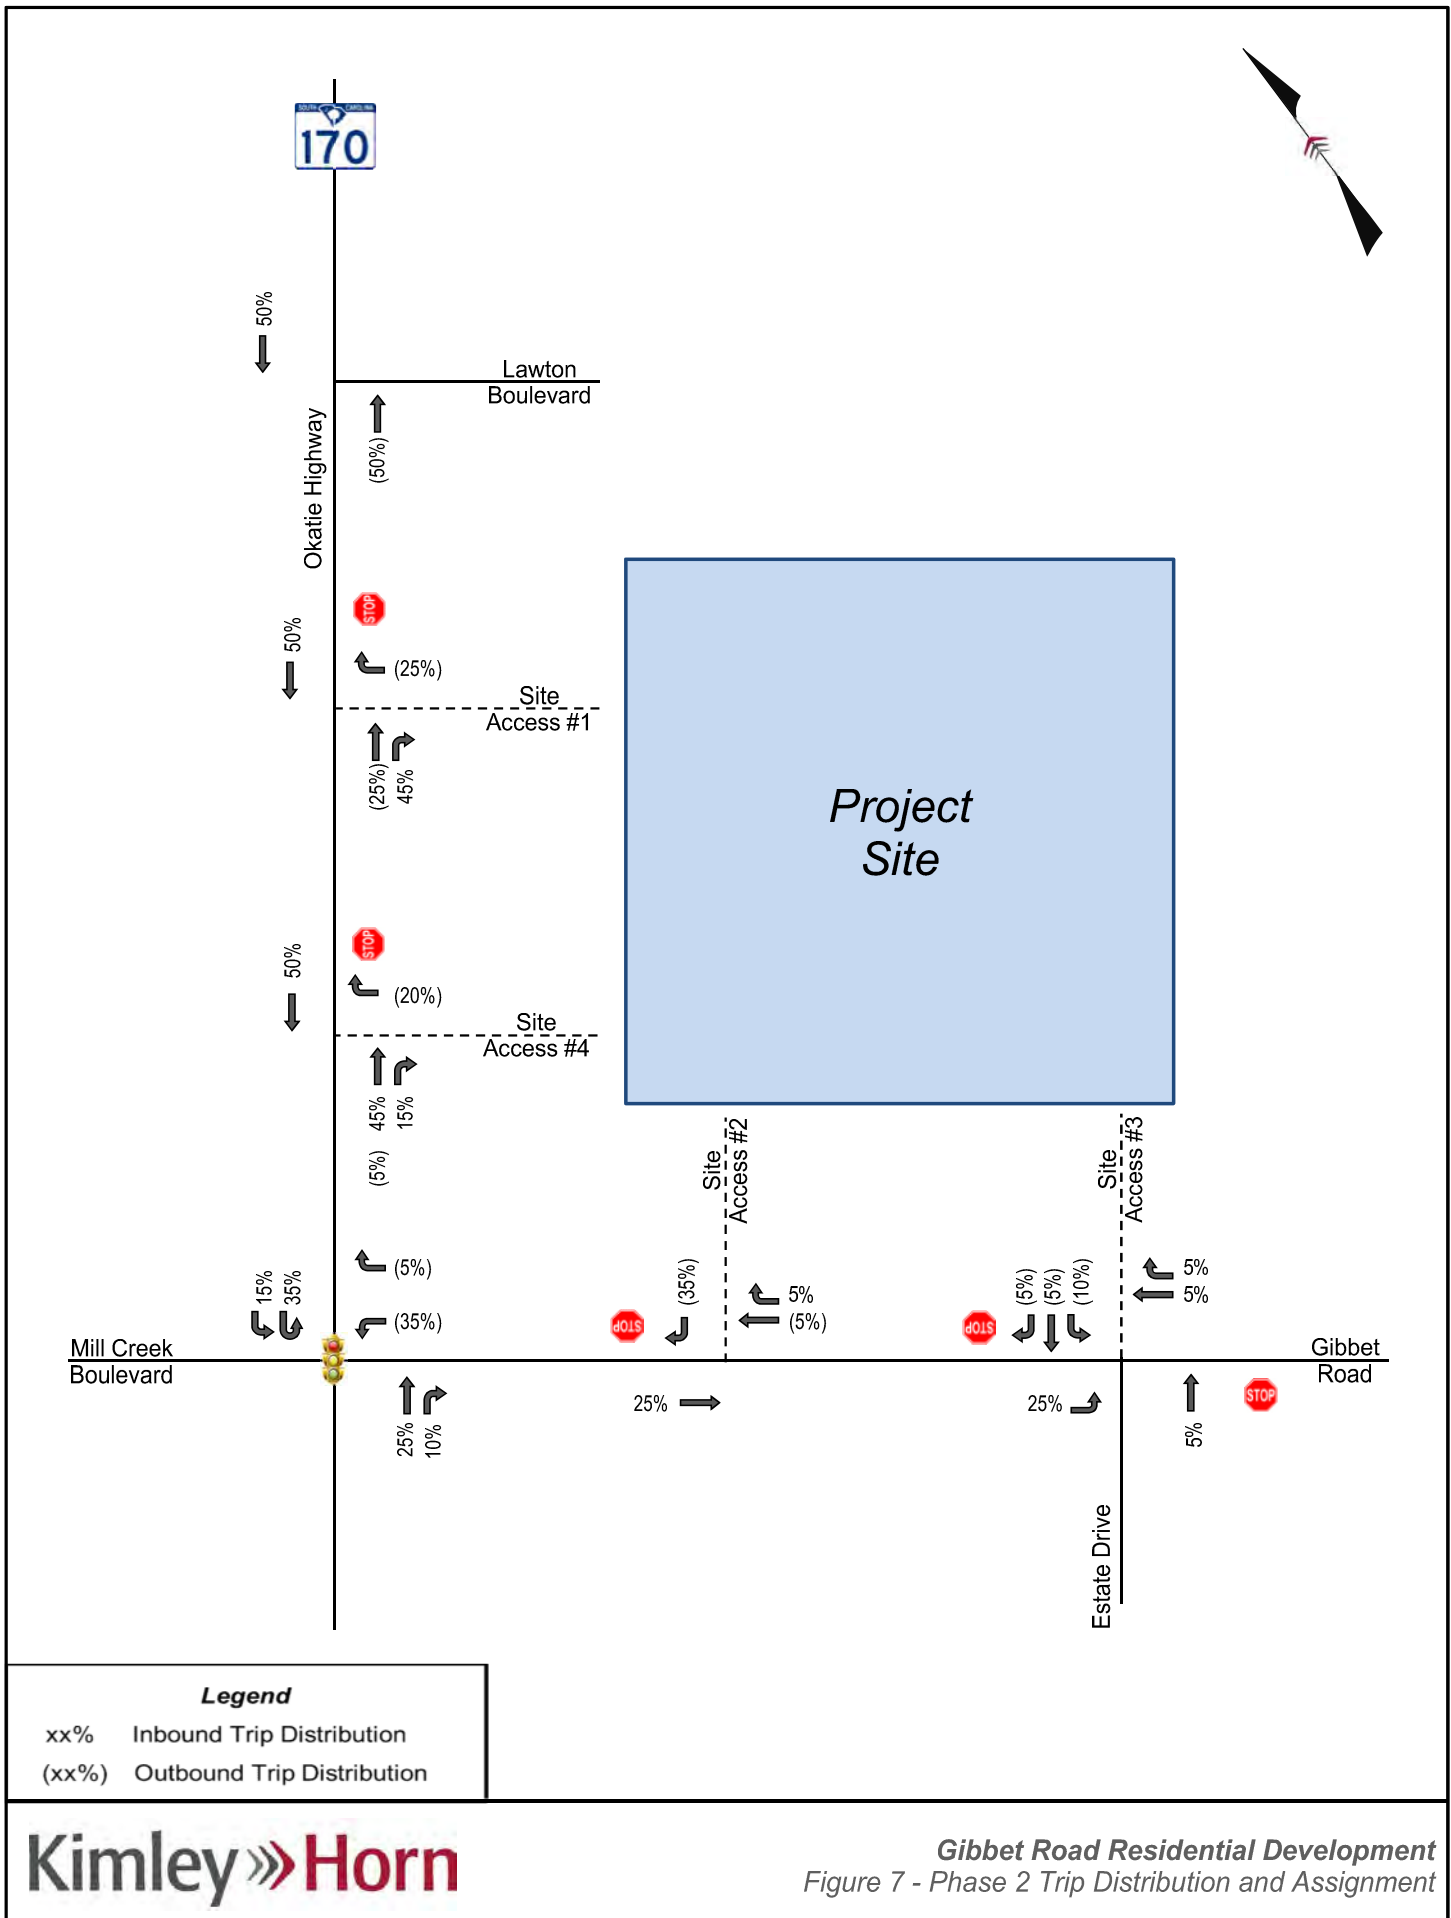 SOUTH CAROLINA
170
50%
Lawton
Boulevard
(50%)
Okatie Highway
STOP
50%
(25%)
Site
Access #1
(25%)
45%
Project
Site
STOP
50%
(20%)
Site
Access #4
45%
15%
(5%)
Site
Access #2
Site
Access #3
15%
35%
(5%)
(35%)
STOP
(35%)
5%
(5%)
STOP
(5%)
(5%)
(10%)
5%
5%
Mill Creek
Boulevard
Gibbet
Road
25%
10%
25%
25%
5%
STOP
Estate Drive
Legend
xx% Inbound Trip Distribution
(xx%) Outbound Trip Distribution
Kimley»Horn
Gibbet Road Residential Development
Figure 7 - Phase 2 Trip Distribution and Assignment